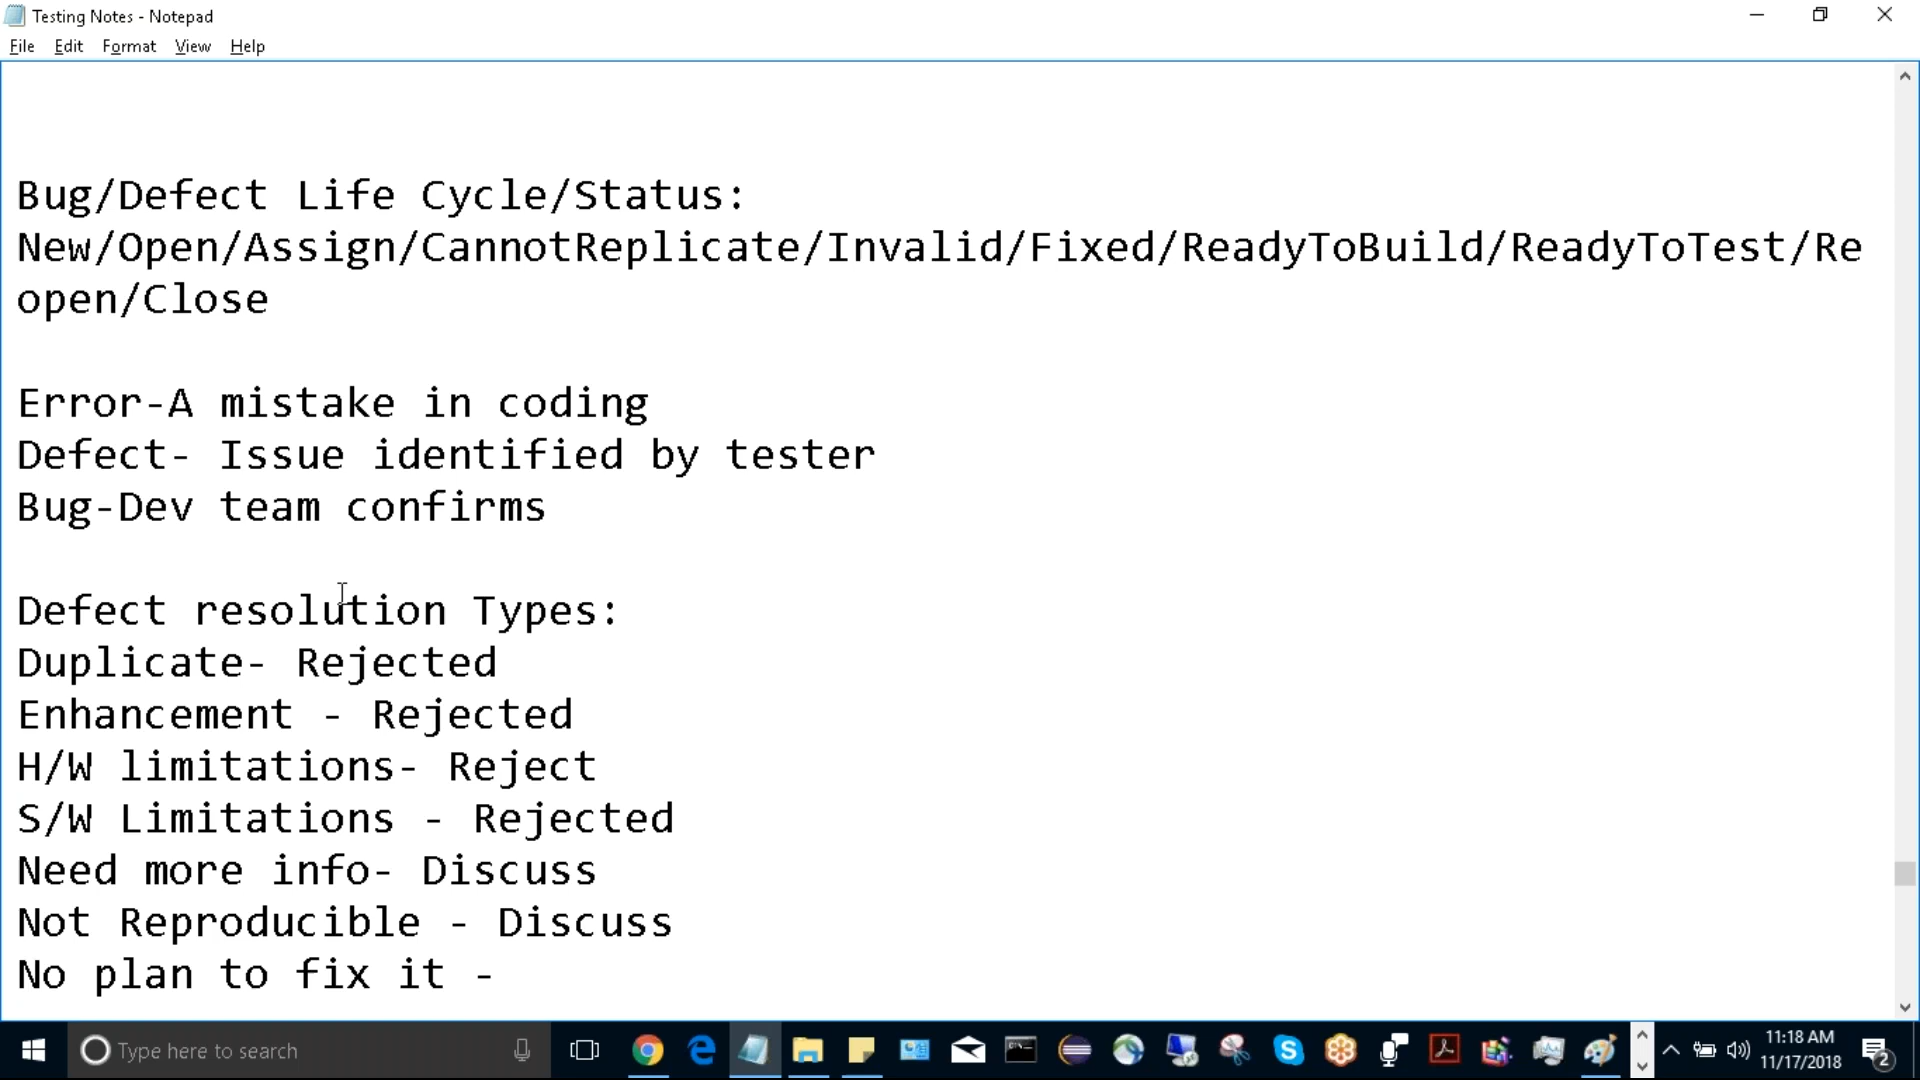 Testing Notes - Notepad
File Edit Format View Help
Bug/Defect Life Cycle/Status:
New/Open/Assign/CannotReplicate/Invalid/Fixed/ReadyToBuild/ReadyToTest/Re
open/Close
Error-A mistake in coding
Defect- Issue identified by tester
Bug-Dev team confirms
Defect resolution Types:
Duplicate- Rejected
Enhancement - Rejected
H/W limitations- Reject
S/W Limitations - Rejected
Need more info- Discuss
Not Reproducible - Discuss
No plan to fix it -
Type here to search
11:18 AM
11/17/2018
2